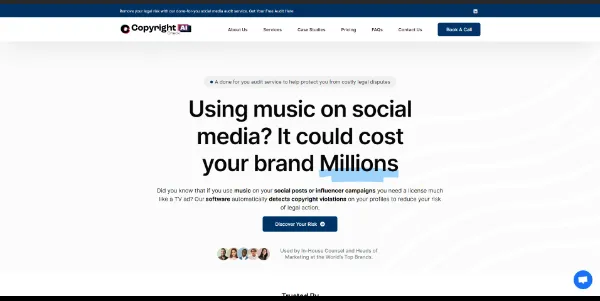 Remove your legal risk with our done-for-you social media audit service. Get Your Free Audit Here.
Copyright AI
About Us
Services
Case Studies
Pricing
FAQs
Contact Us
Book A Call
A done for you audit service to help protect you from costly legal disputes
Using music on social
media? It could cost
your brand Millions
Did you know that if you use music on your social posts or influencer campaigns you need a license much
like a TV ad? Our software automatically detects copyright violations on your profiles to reduce your risk
of legal action.
Discover Your Risk
Used by In-House Counsel and Heads of
Marketing at the World's Top Brands.
Trusted By